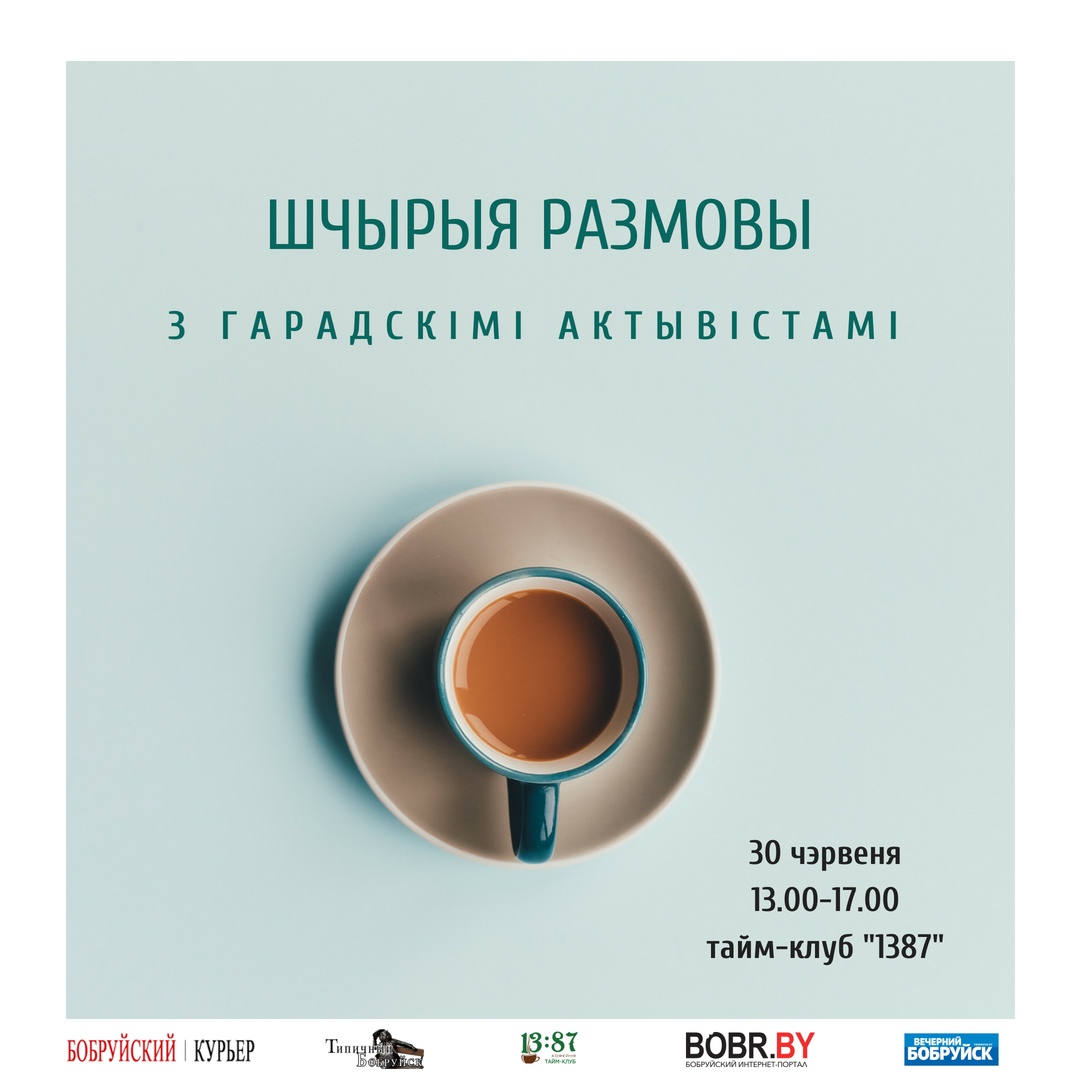 ШЧЫРЫЯ РАЗМОВЫ
З ГАРАДСКІМІ АКТЫВІСТАМІ
30 чэрвеня
13.00-17.00
тайм-клуб "1387"
БОБРУЙСКИЙ | КУРЬЕР
Типичный
Бобруйск
13:87
КОФЕЙНЯ
ТАЙМ-КЛУБ
BOBR.BY
БОБРУЙСКИЙ ИНТЕРНЕТ-ПОРТАЛ
ВЕЧЕРНИЙ
БОБРУЙСК